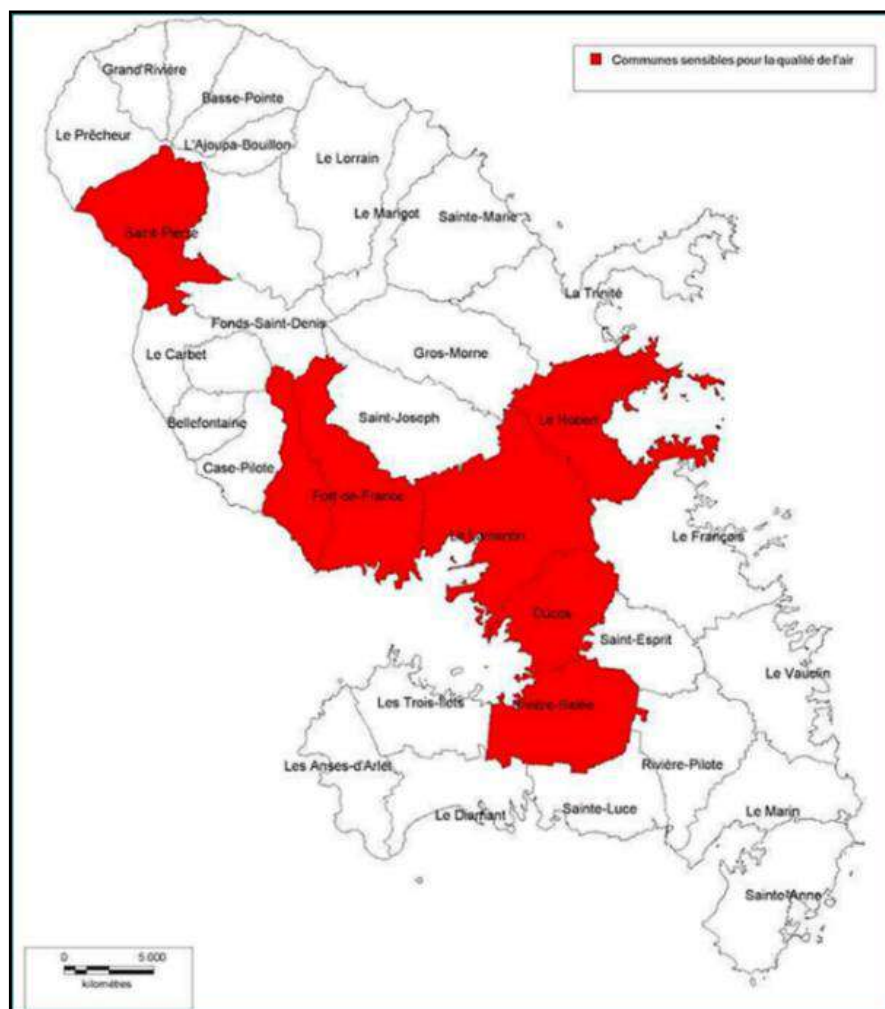 Communes sensibles pour la qualité de l'air
Grand'Rivière
Basse-Pointe
Le Prêcheur
L'Ajoupa-Bouillon
Le Lorrain
Le Marigot
Sainte-Marie
Saint-Pierre
La Trinité
Fonds-Saint-Denis
Le Carbet
Gros-Morne
Bellefontaine
Saint-Joseph
Le Robert
Case-Pilote
Fort-de-France
Le Lamentin
Le François
Ducos
Saint-Esprit
Le Vauclin
Les Trois-Ilets
Rivière-Salée
Les Anses-d'Arlet
Rivière-Pilote
Le Diamant
Sainte-Luce
Le Marin
Sainte-Anne
0 5 000
kilomètres